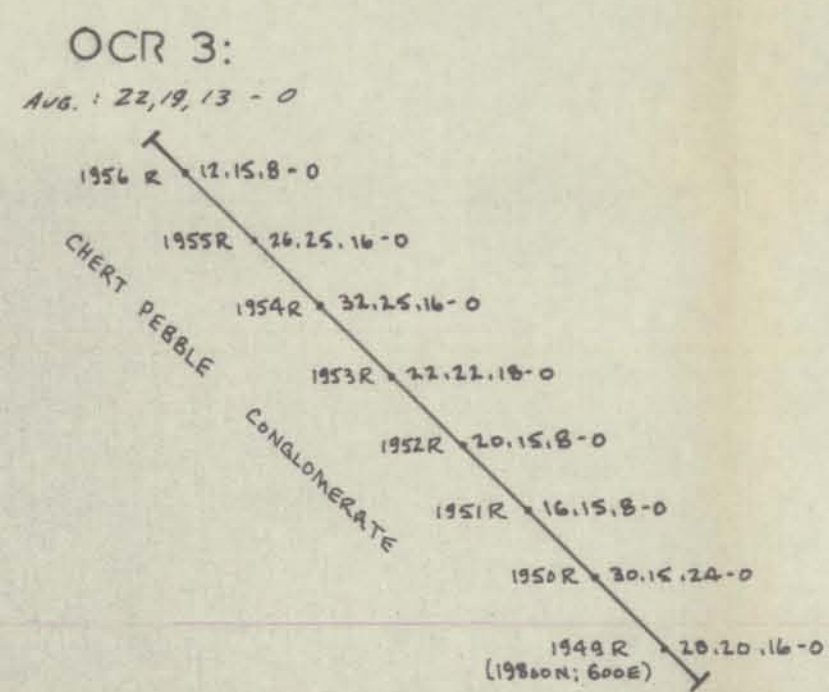 OCR 3:
AVG. : 22, 19, 13 - 0
1956 R 12.15.8-0
1955R 26.25.16-0
1954R 32.25.16-0
1953R 22.22.18-0
1952R 20.15.8-0
1951R 16.15.8-0
1950R 30.15.24-0
1949R 20.20.16-0
(19800N; 600E)
CHERT PEBBLE CONGLOMERATE